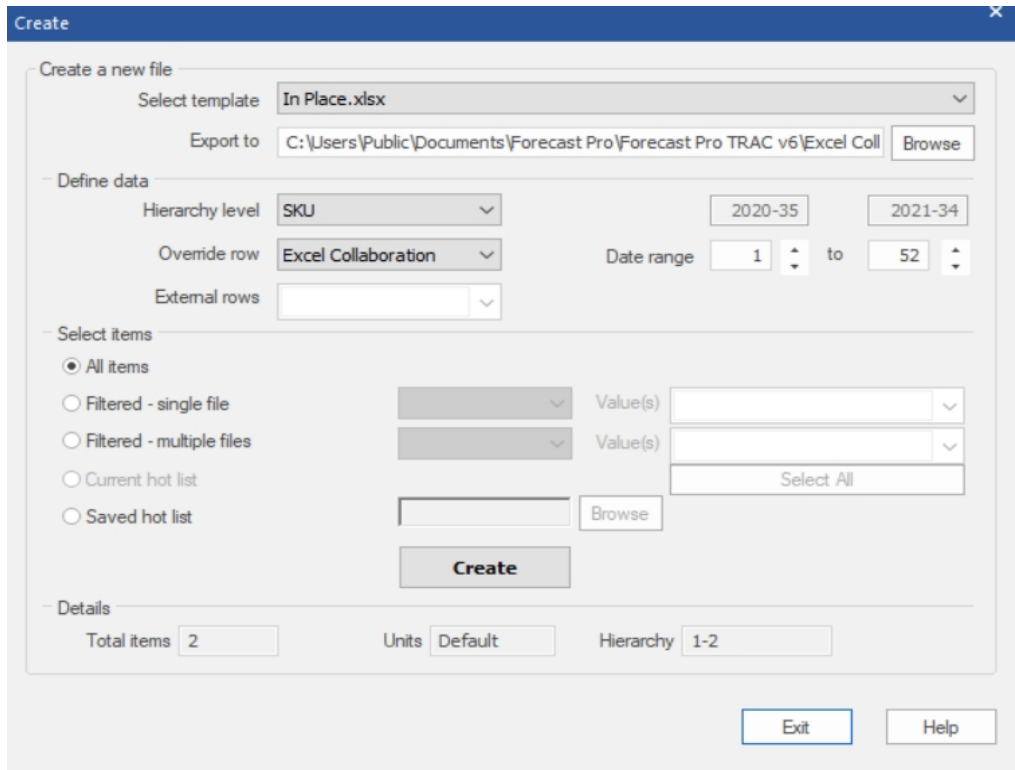 Create
Create a new file
Select template In Place.xlsx
Export to C:\Users\Public\Documents\Forecast Pro\Forecast Pro TRAC v6\Excel Coll Browse
Define data
Hierarchy level SKU 2020-35 2021-34
Override row Excel Collaboration Date range 1 to 52
External rows
Select items
All items
Filtered - single file Value(s)
Filtered - multiple files Value(s)
Current hot list Select All
Saved hot list Browse
Create
Details
Total items 2 Units Default Hierarchy 1-2
Exit Help